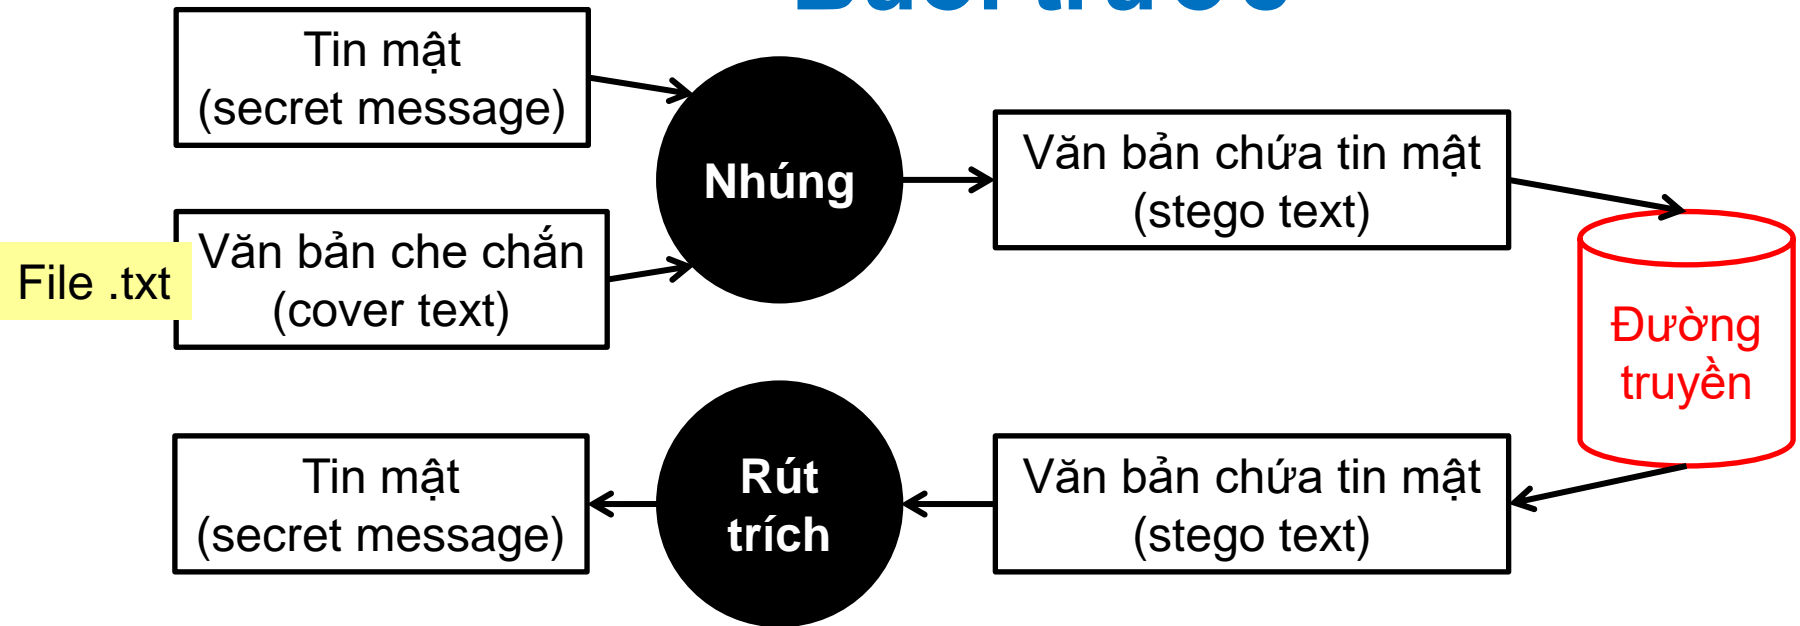 Tin mật
(secret message)
Nhúng
Văn bản chứa tin mật
(stego text)
File .txt
Văn bản che chắn
(cover text)
Đường
truyền
Tin mật
(secret message)
Rút
trích
Văn bản chứa tin mật
(stego text)